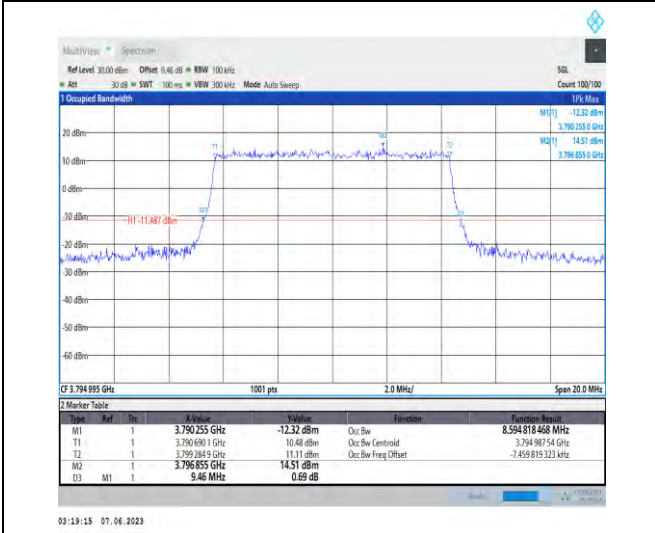 MultiView Spectrum
Ref Level 30.00 dBm Offset 9.46 dB RBW 100 kHz SGL
Att 30 dB SWT 100 ms VBW 300 kHz Mode Auto Sweep Count 100/100
1 Occupied Bandwidth 1Pk Max
M1[1] -12.32 dBm
3.790 255 0 GHz
M2[1] 14.51 dBm
3.796 855 0 GHz
20 dBm
T1 M2 T2
10 dBm
0 dBm
-10 dBm
H1 -11.487 dBm
-20 dBm
-30 dBm
-40 dBm
-50 dBm
-60 dBm
CF 3.794 995 GHz 1001 pts 2.0 MHz/ Span 20.0 MHz
2 Marker Table
Type Ref Trc X-Value Y-Value Function Function Result
M1 1 3.790 255 GHz -12.32 dBm Occ Bw 8.594 818 468 MHz
T1 1 3.790 690 1 GHz 10.48 dBm Occ Bw Centroid 3.794 987 54 GHz
T2 1 3.799 284 9 GHz 11.11 dBm Occ Bw Freq Offset -7.459 819 323 kHz
M2 1 3.796 855 GHz 14.51 dBm
D3 M1 1 9.46 MHz 0.69 dB
03:19:15 07.06.2023